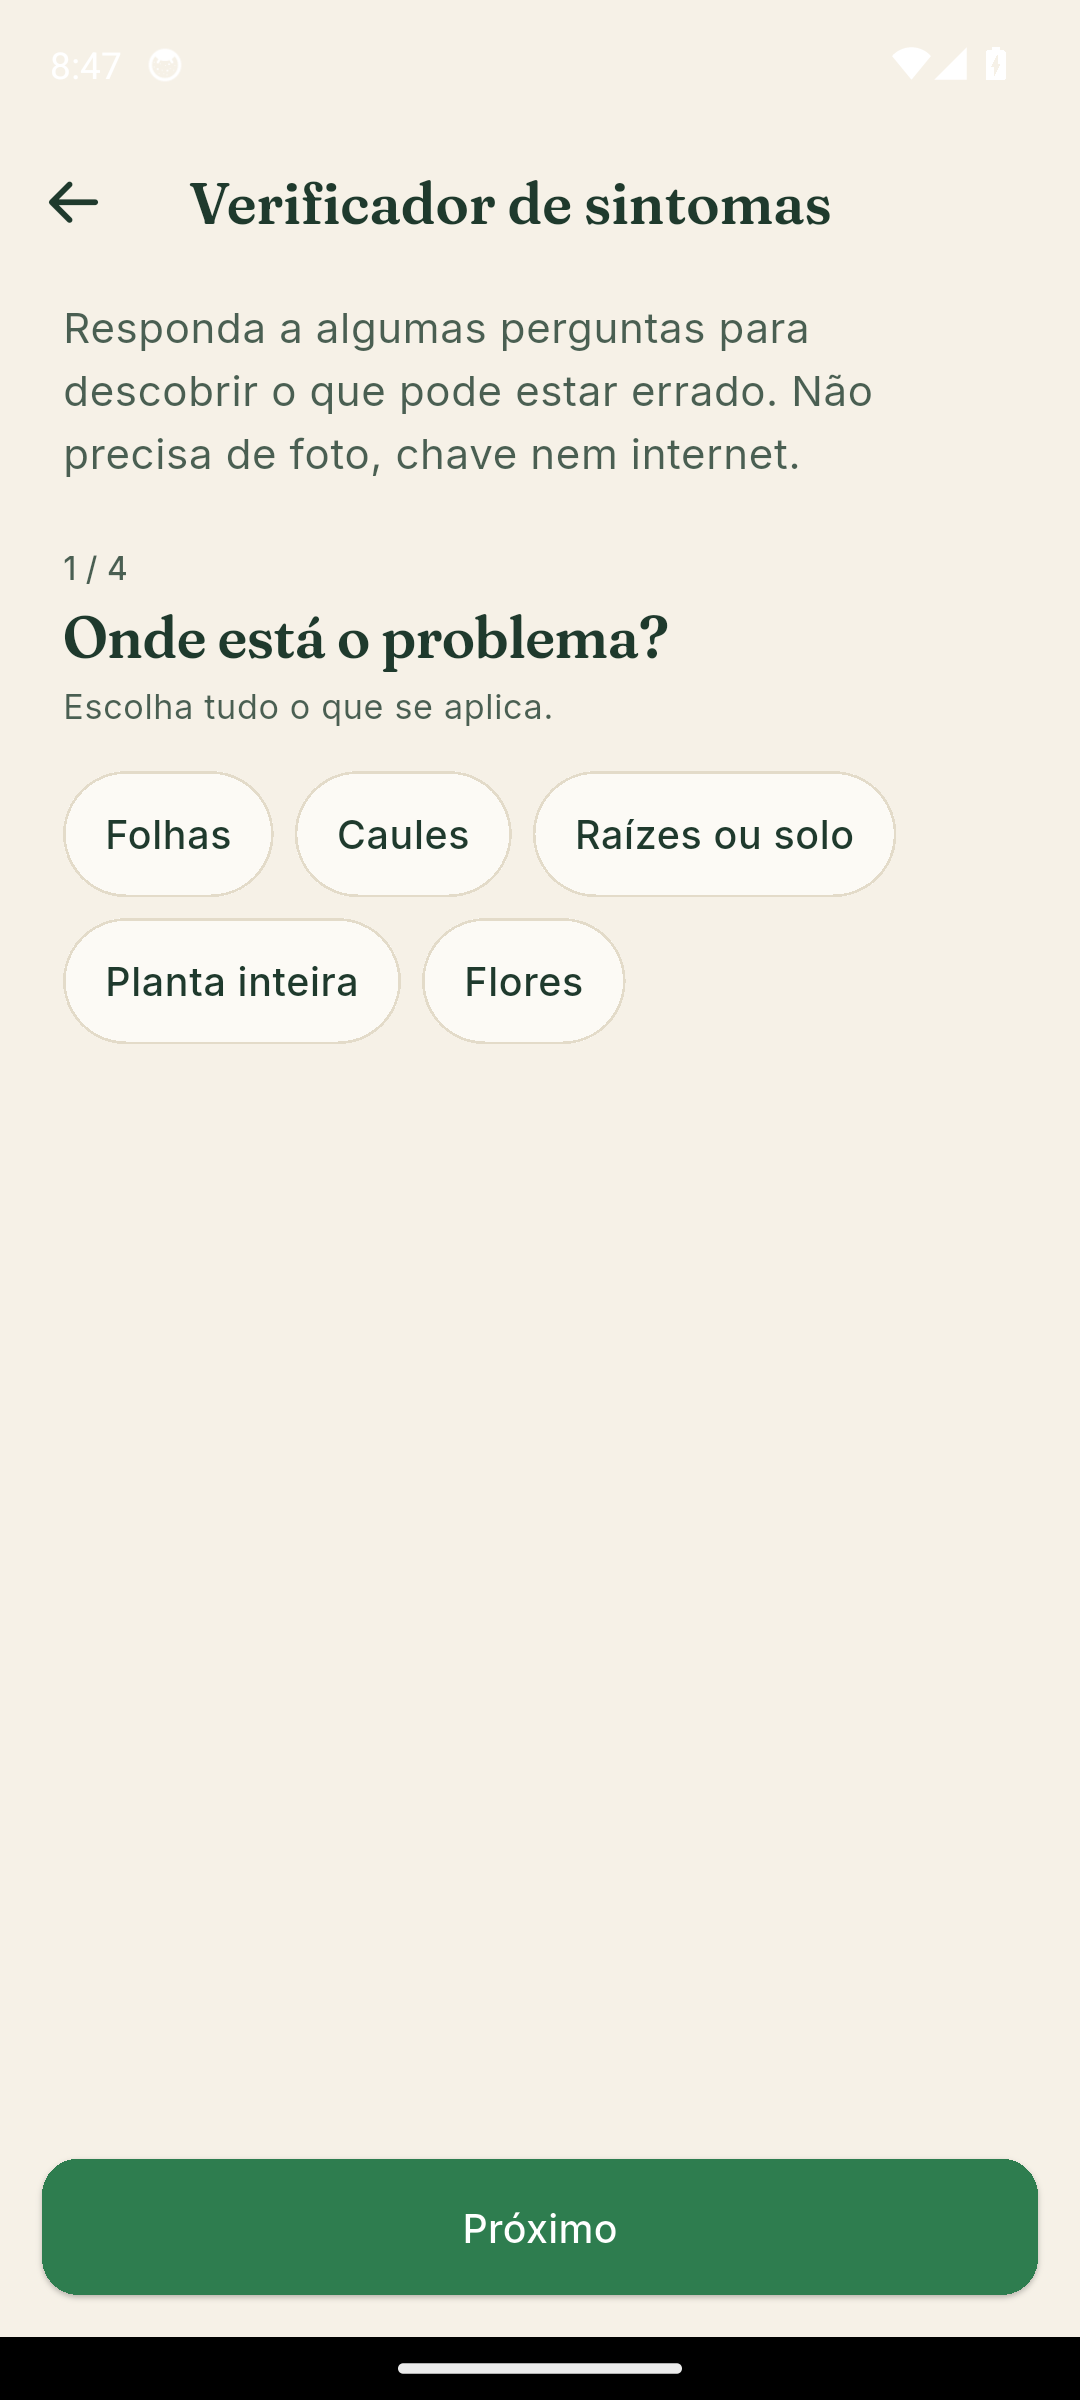 8:47
Verificador de sintomas
Responda a algumas perguntas para
descobrir o que pode estar errado. Não
precisa de foto, chave nem internet.
1 / 4
Onde está o problema?
Escolha tudo o que se aplica.
Folhas
Caules
Raízes ou solo
Planta inteira
Flores
Próximo